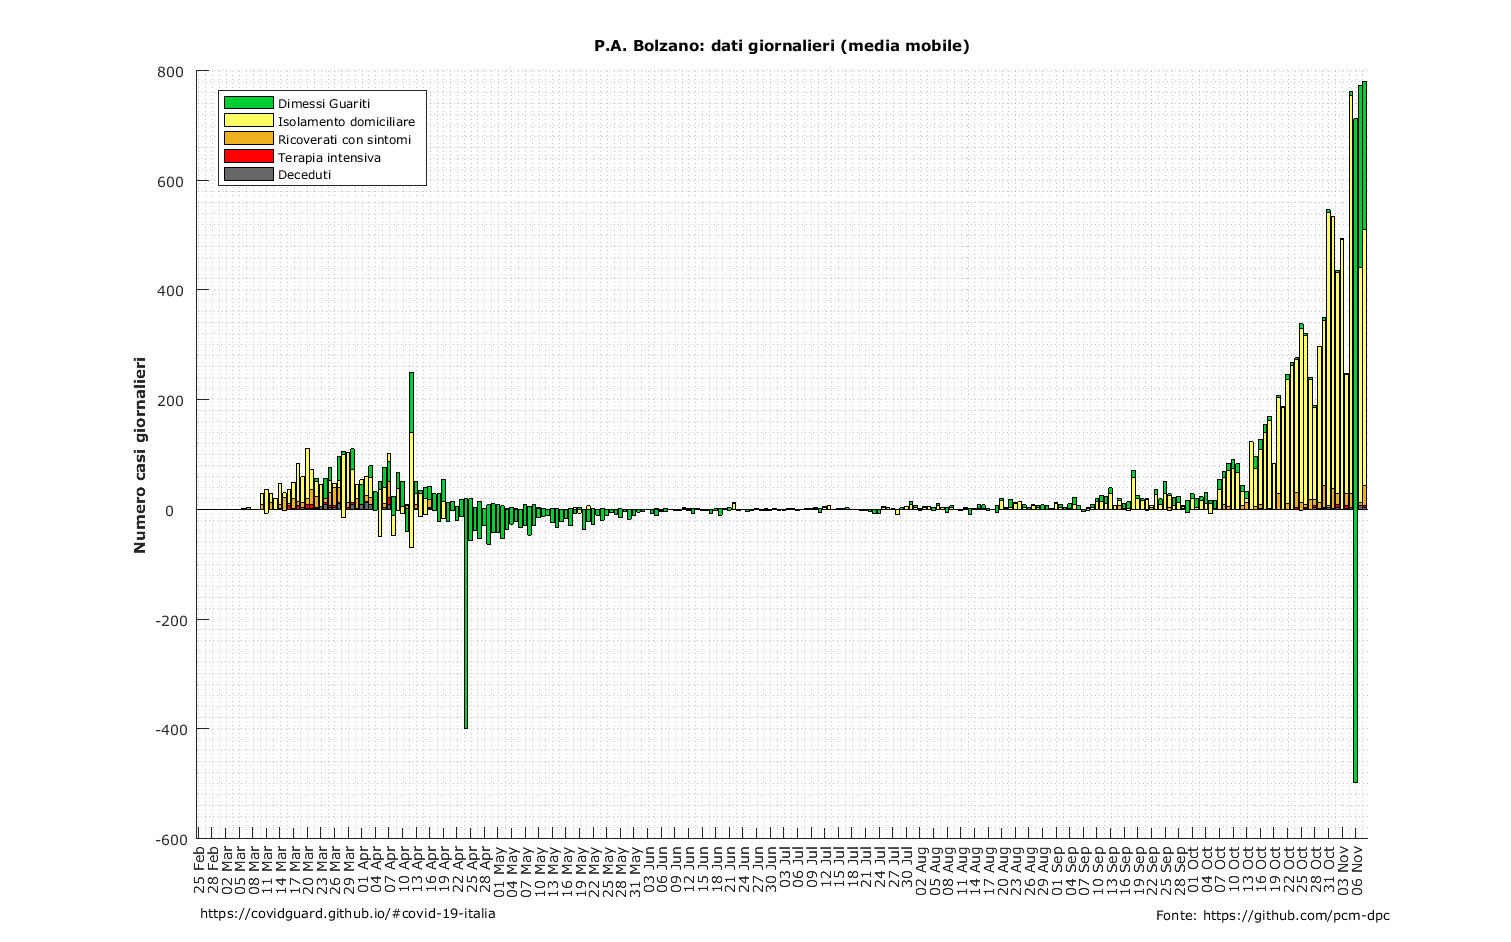 P.A. Bolzano: dati giornalieri (media mobile)
800
600
400
200
0
-200
-400
-600
Numero casi giornalieri
Dimessi Guariti
Isolamento domiciliare
Ricoverati con sintomi
Terapia intensiva
Deceduti
25 Feb
28 Feb
02 Mar
05 Mar
08 Mar
11 Mar
14 Mar
17 Mar
20 Mar
23 Mar
26 Mar
29 Mar
01 Apr
04 Apr
07 Apr
10 Apr
13 Apr
16 Apr
19 Apr
22 Apr
25 Apr
28 Apr
01 May
04 May
07 May
10 May
13 May
16 May
19 May
22 May
25 May
28 May
31 May
03 Jun
06 Jun
09 Jun
12 Jun
15 Jun
18 Jun
21 Jun
24 Jun
27 Jun
30 Jun
03 Jul
06 Jul
09 Jul
12 Jul
15 Jul
18 Jul
21 Jul
24 Jul
27 Jul
30 Jul
02 Aug
05 Aug
08 Aug
11 Aug
14 Aug
17 Aug
20 Aug
23 Aug
26 Aug
29 Aug
01 Sep
04 Sep
07 Sep
10 Sep
13 Sep
16 Sep
19 Sep
22 Sep
25 Sep
28 Sep
01 Oct
04 Oct
07 Oct
10 Oct
13 Oct
16 Oct
19 Oct
22 Oct
25 Oct
28 Oct
31 Oct
03 Nov
06 Nov
https://covidguard.github.io/#covid-19-italia
Fonte: https://github.com/pcm-dpc